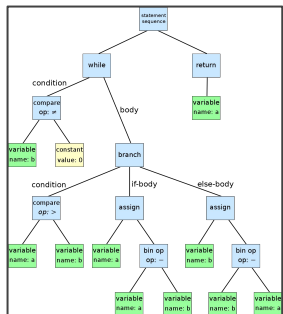 statement
sequence
while
return
condition
compare
op: ≠
body
variable
name: a
variable
name: b
constant
value: 0
branch
condition
if-body
else-body
compare
op: >
assign
assign
variable
name: a
variable
name: b
variable
name: a
bin op
op: −
variable
name: b
bin op
op: −
variable
name: a
variable
name: b
variable
name: b
variable
name: a